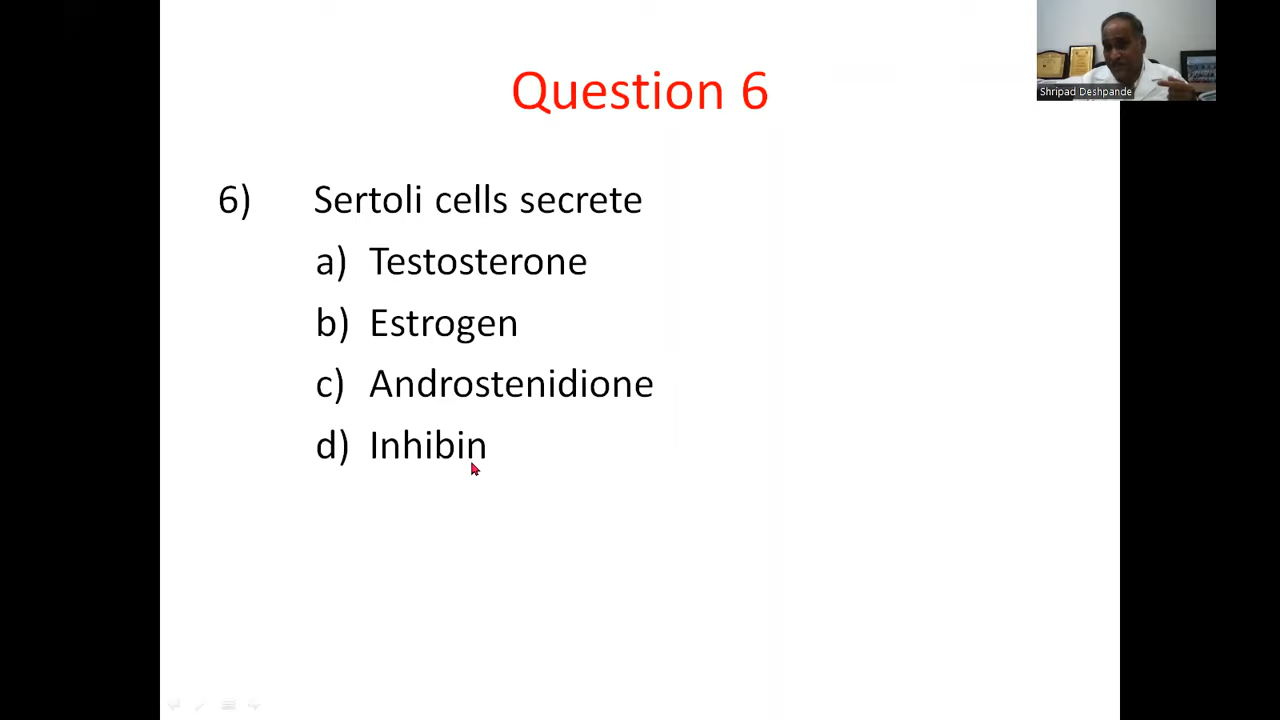 Question 6
Shripad Deshpande
6) Sertoli cells secrete
a) Testosterone
b) Estrogen
c) Androstenidione
d) Inhibin